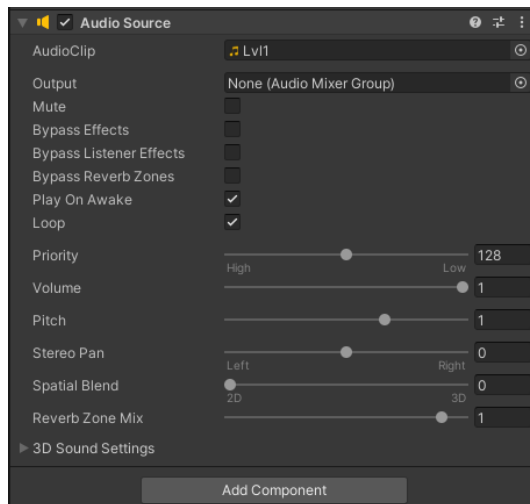 Audio Source
AudioClip Lvl1
Output None (Audio Mixer Group)
Mute
Bypass Effects
Bypass Listener Effects
Bypass Reverb Zones
Play On Awake
Loop
Priority 128
High Low
Volume 1
Pitch 1
Stereo Pan 0
Left Right
Spatial Blend 0
2D 3D
Reverb Zone Mix 1
3D Sound Settings
Add Component